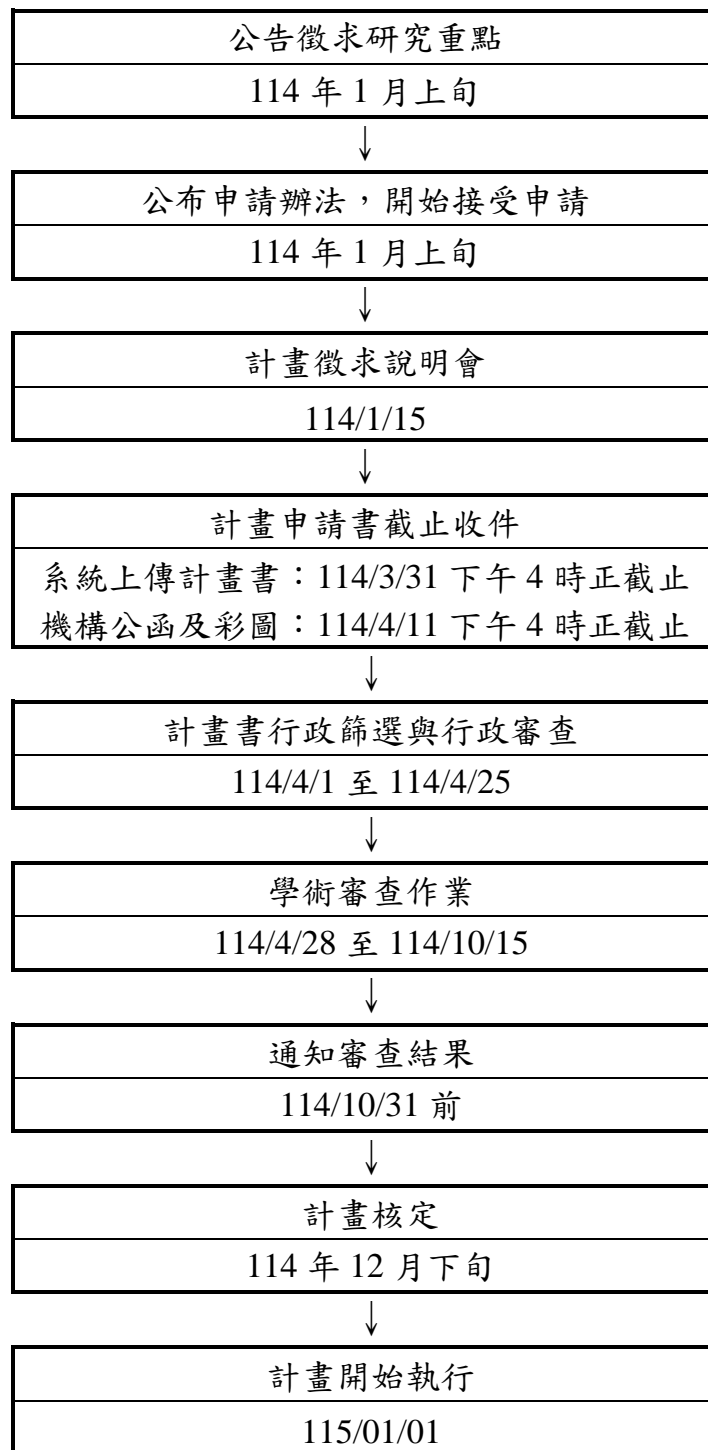 公告徵求研究重點
114 年 1 月上旬
↓
公布申請辦法，開始接受申請
114 年 1 月上旬
↓
計畫徵求說明會
114/1/15
↓
計畫申請書截止收件
系統上傳計畫書：114/3/31 下午 4 時正截止
機構公函及彩圖：114/4/11 下午 4 時正截止
↓
計畫書行政篩選與行政審查
114/4/1 至 114/4/25
↓
學術審查作業
114/4/28 至 114/10/15
↓
通知審查結果
114/10/31 前
↓
計畫核定
114 年 12 月下旬
↓
計畫開始執行
115/01/01